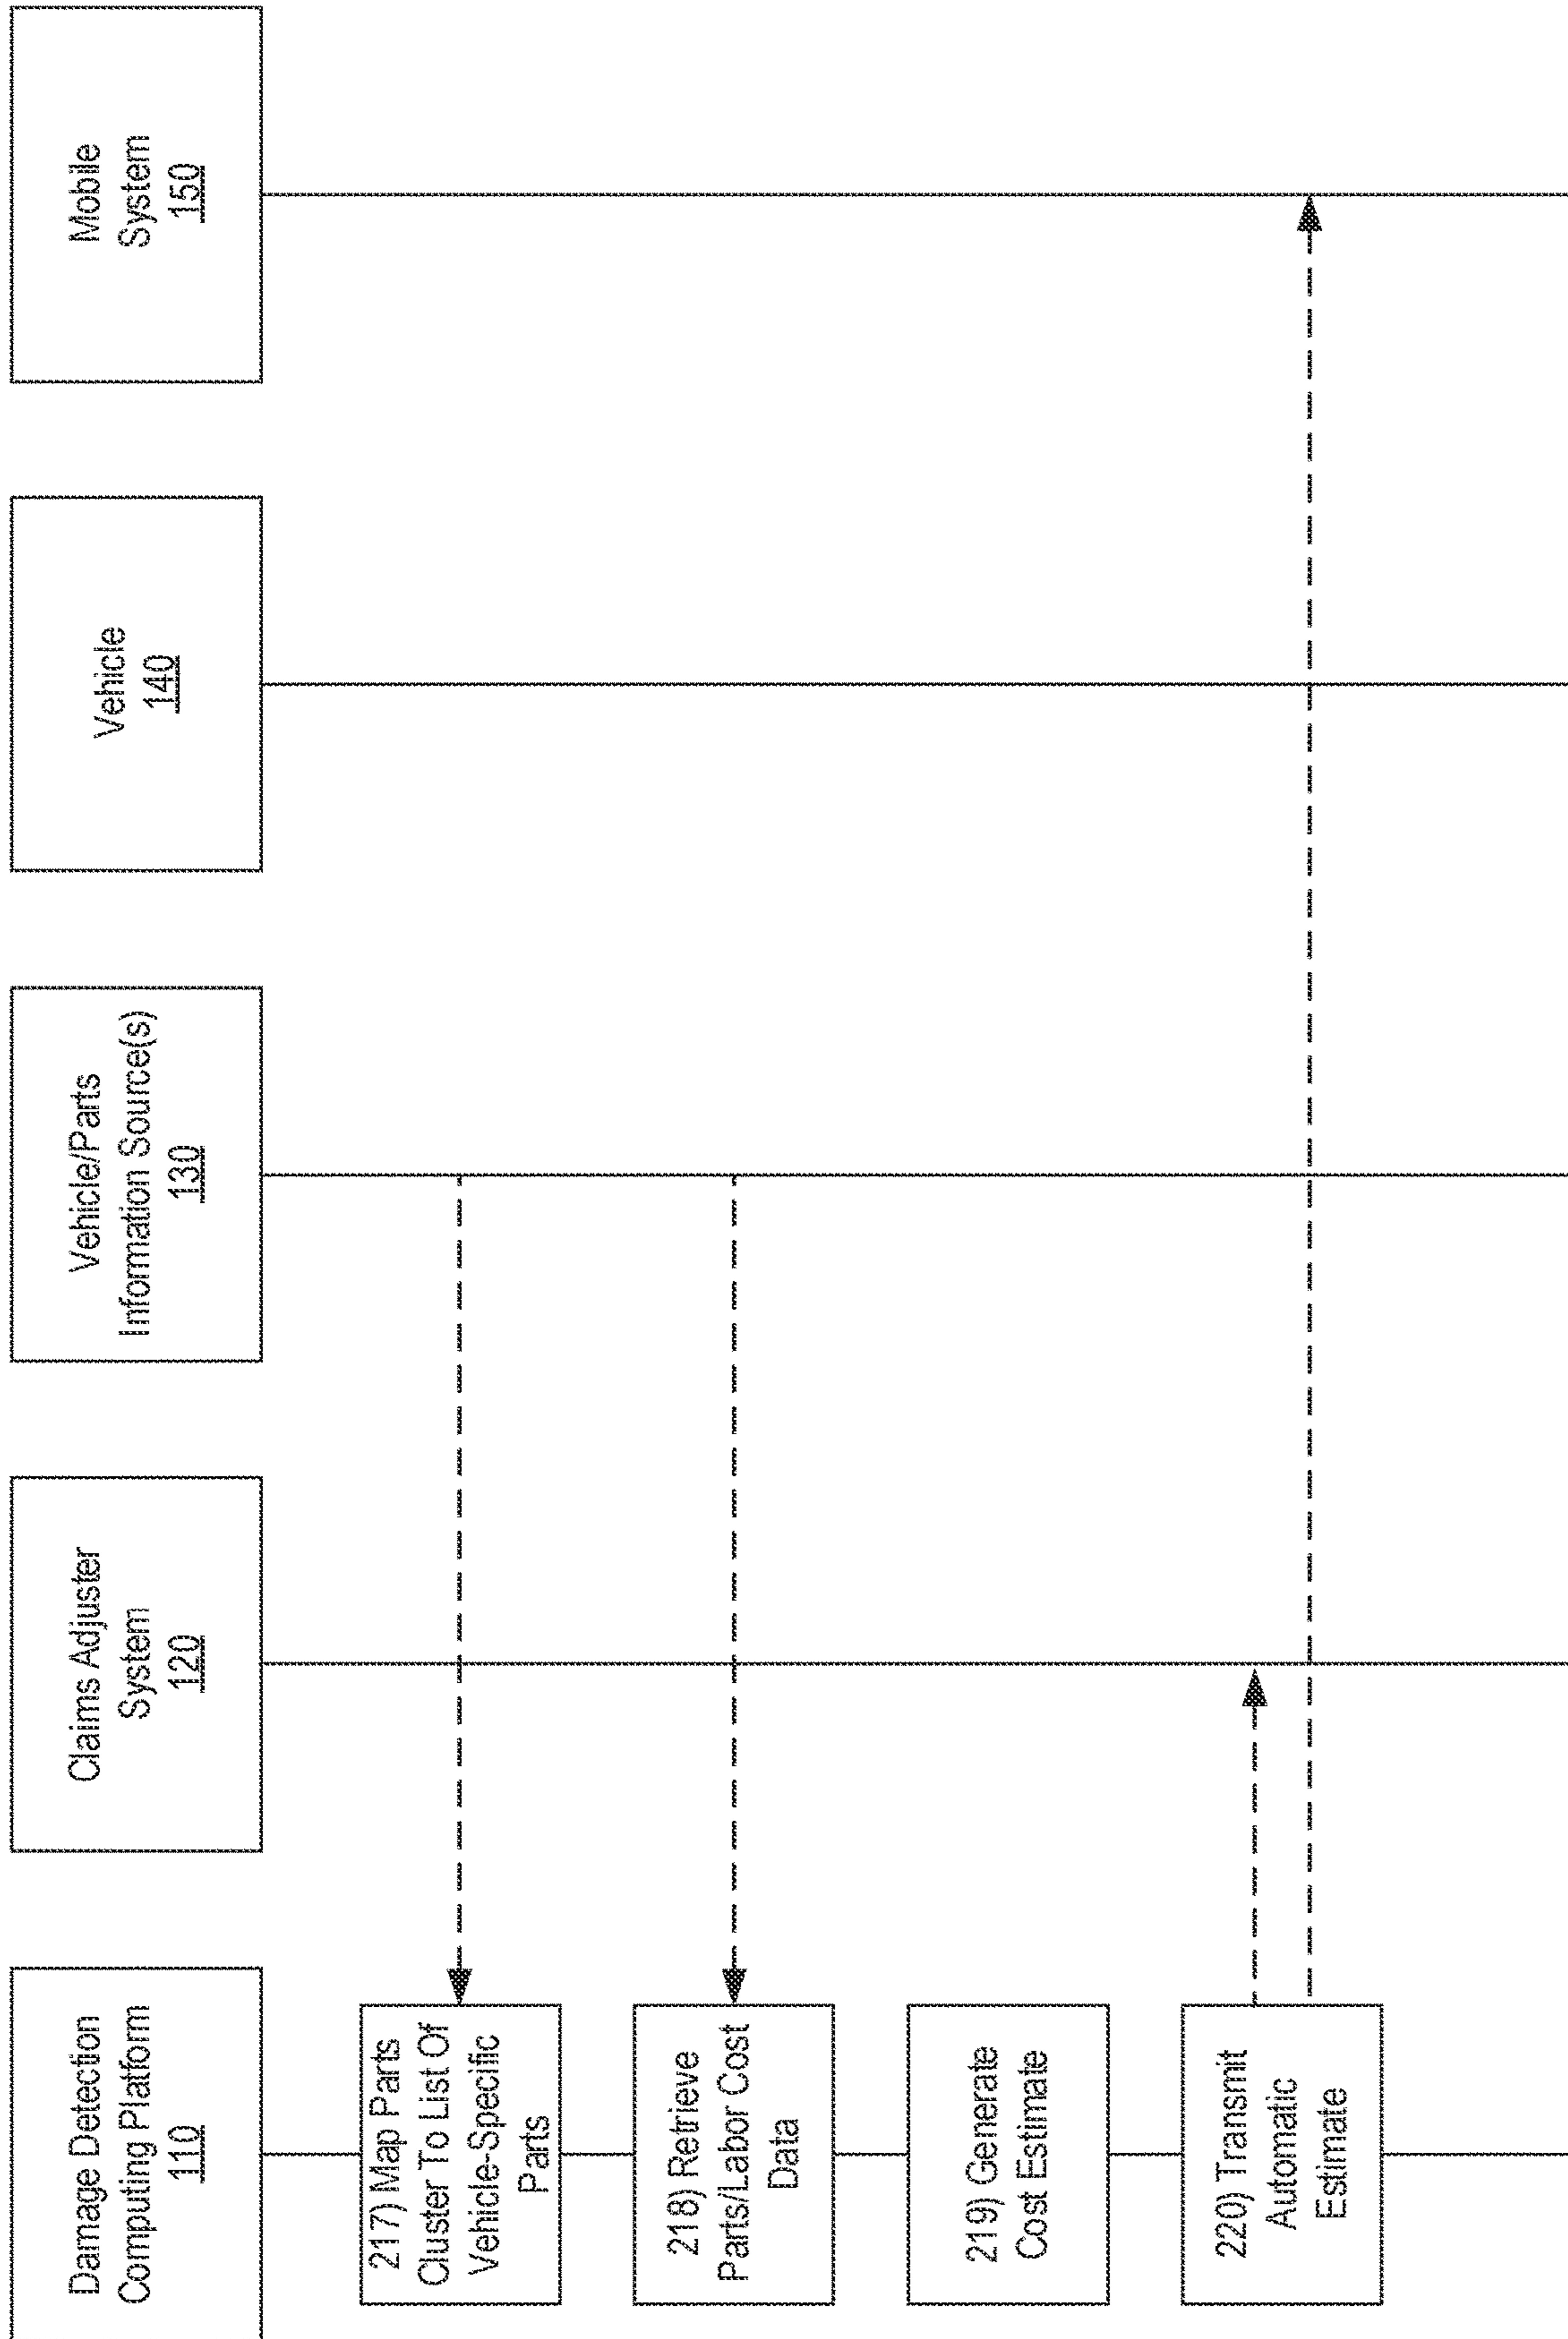 Damage Detection
Computing Platform
110
Claims Adjuster
System
120
Vehicle/Parts
Information Source(s)
130
Vehicle
140
Mobile
System
150
217) Map Parts
Cluster To List Of
Vehicle-Specific
Parts
218) Retrieve
Parts/Labor Cost
Data
219) Generate
Cost Estimate
220) Transmit
Automatic
Estimate